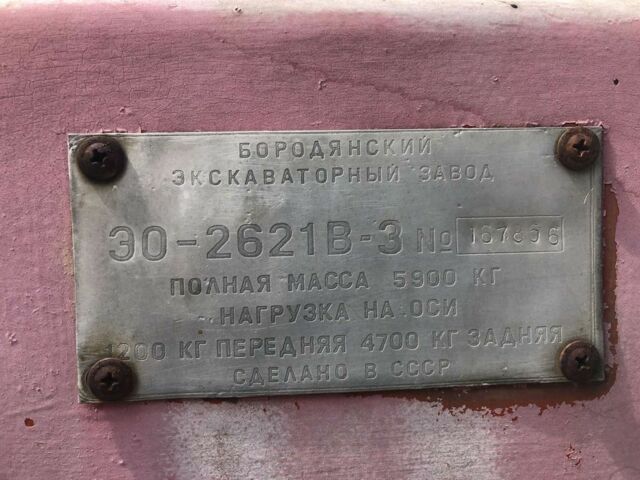 БОРОДЯНСКИЙ
ЭКСКАВАТОРНЫЙ ЗАВОД
ЭО-2621В-3 № 167606
ПОЛНАЯ МАССА 5900 КГ
НАГРУЗКА НА ОСИ
1200 КГ ПЕРЕДНЯЯ 4700 КГ ЗАДНЯЯ
СДЕЛАНО В СССР